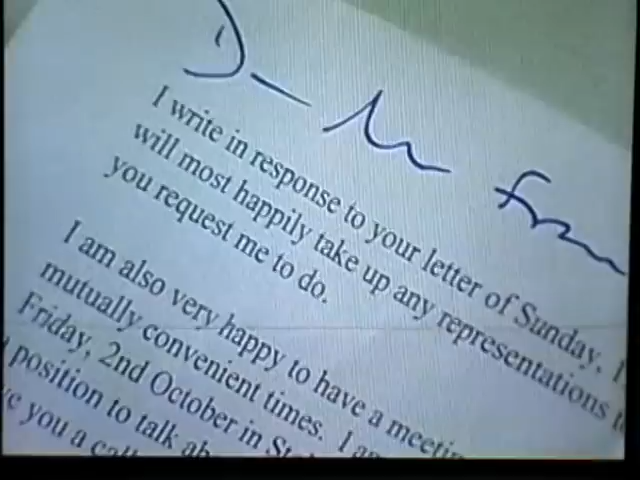 I write in response to your letter of Sunday,
will most happily take up any representations
you request me to do.
I am also very happy to have a
mutually convenient times. I
Friday, 2nd October in
position to talk
you a